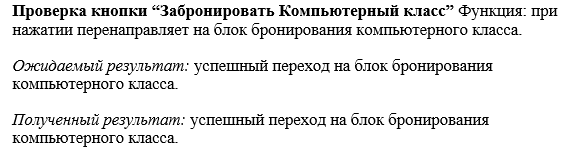 Проверка кнопки “Забронировать Компьютерный класс” Функция: при
нажатии перенаправляет на блок бронирования компьютерного класса.
Ожидаемый результат: успешный переход на блок бронирования
компьютерного класса.
Полученный результат: успешный переход на блок бронирования
компьютерного класса.